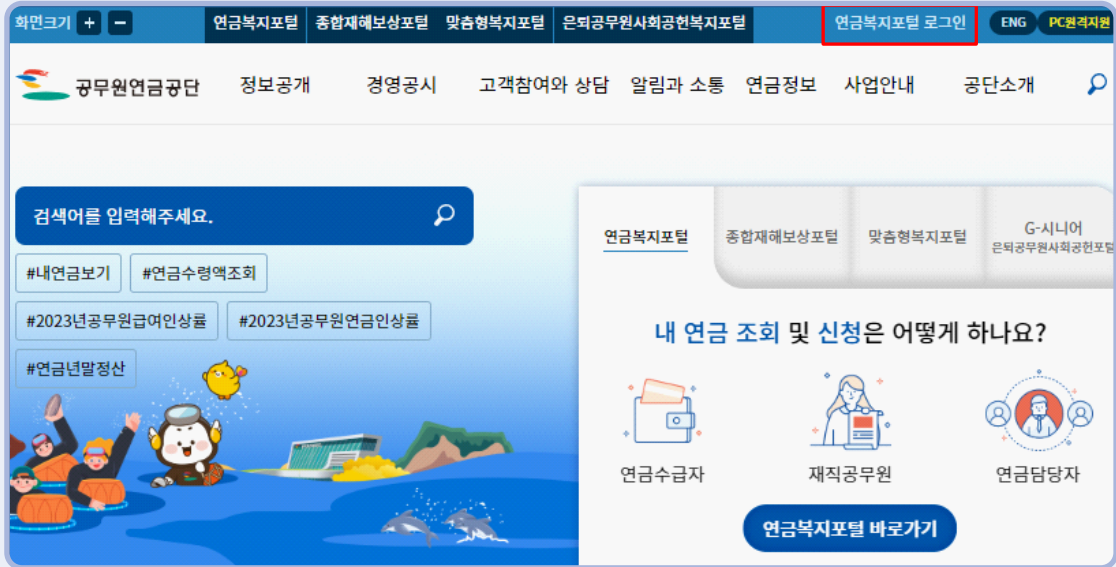 화면크기 + - 연금복지포털 종합재해보상포털 맞춤형복지포털 은퇴공무원사회공헌복지포털 연금복지포털 로그인 ENG PC원격지원
공무원연금공단 정보공개 경영공시 고객참여와 상담 알림과 소통 연금정보 사업안내 공단소개
검색어를 입력해주세요.
#내연금보기 #연금수령액조회
#2023년공무원급여인상률 #2023년공무원연금인상률
#연금년말정산
연금복지포털 종합재해보상포털 맞춤형복지포털 G-시니어
은퇴공무원사회공헌포털
내 연금 조회 및 신청은 어떻게 하나요?
연금수급자 재직공무원 연금담당자
연금복지포털 바로가기